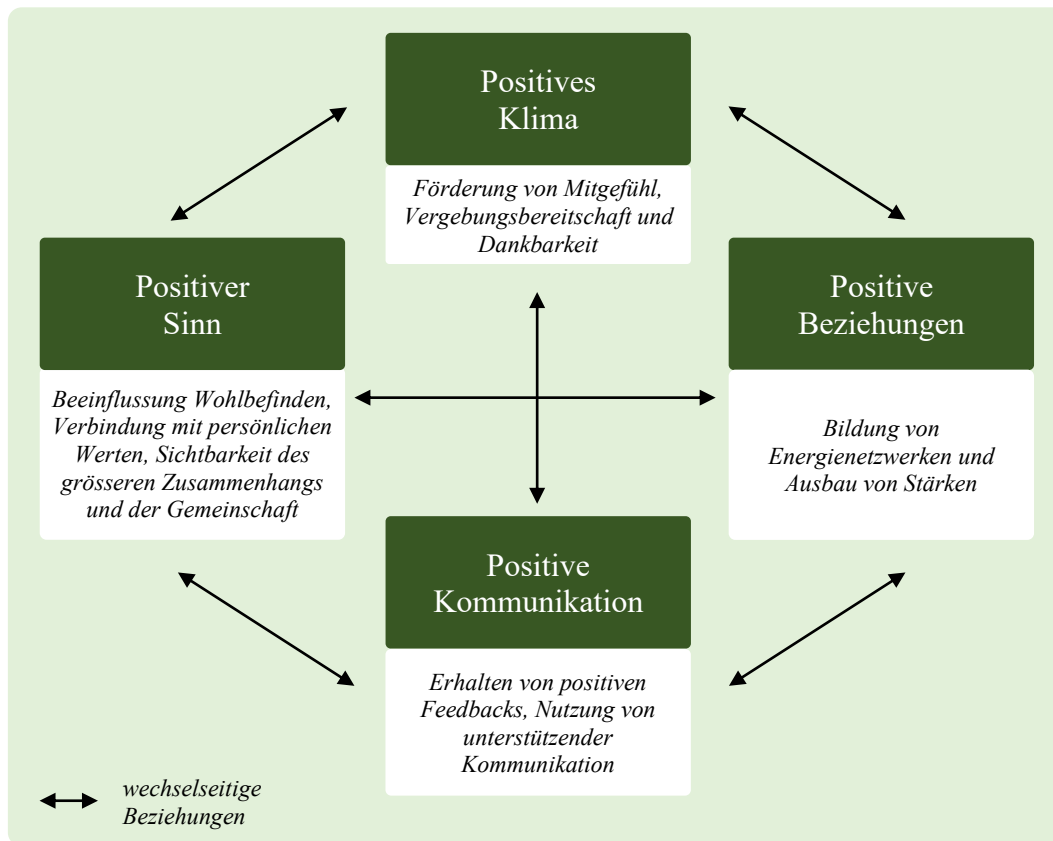 Positives
Klima
Förderung von Mitgefühl,
Vergebungsbereitschaft und
Dankbarkeit
Positiver
Sinn
Beeinflussung Wohlbefinden,
Verbindung mit persönlichen
Werten, Sichtbarkeit des
grösseren Zusammenhangs
und der Gemeinschaft
Positive
Beziehungen
Bildung von
Energienetzwerken und
Ausbau von Stärken
Positive
Kommunikation
Erhalten von positiven
Feedbacks, Nutzung von
unterstützender
Kommunikation
wechselseitige
Beziehungen